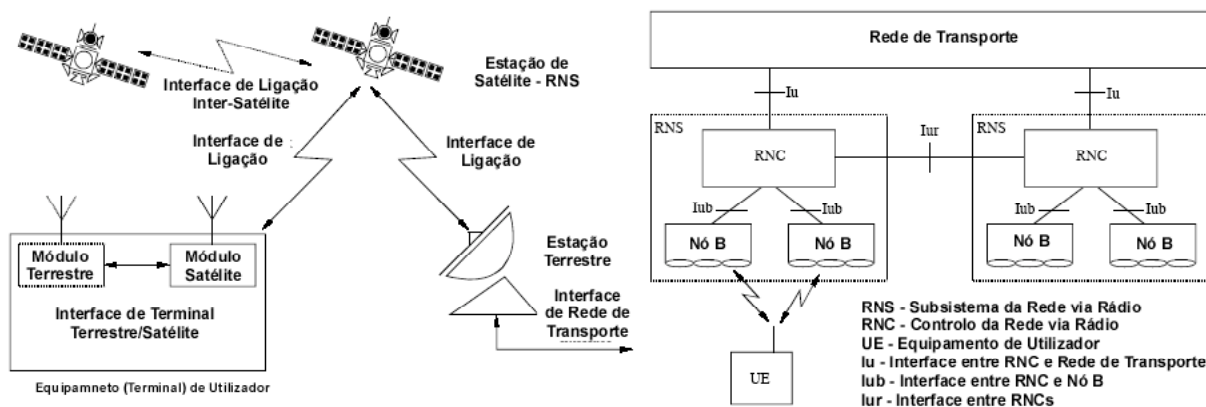 Interface de Ligação
Inter-Satélite
Estação de
Satélite - RNS
Interface de
Ligação
Interface de
Ligação
Módulo
Terrestre
Módulo
Satélite
Interface de Terminal
Terrestre/Satélite
Equipamneto (Terminal) de Utilizador
Estação
Terrestre
Interface
de Rede de
Transporte
Rede de Transporte
Iu
Iu
RNS
RNC
Iur
RNS
RNC
Iub
Iub
Iub
Iub
Nó B
Nó B
Nó B
Nó B
UE
RNS - Subsistema da Rede via Rádio
RNC - Controlo da Rede via Rádio
UE - Equipamento de Utilizador
Iu - Interface entre RNC e Rede de Transporte
Iub - Interface entre RNC e Nó B
Iur - Interface entre RNCs